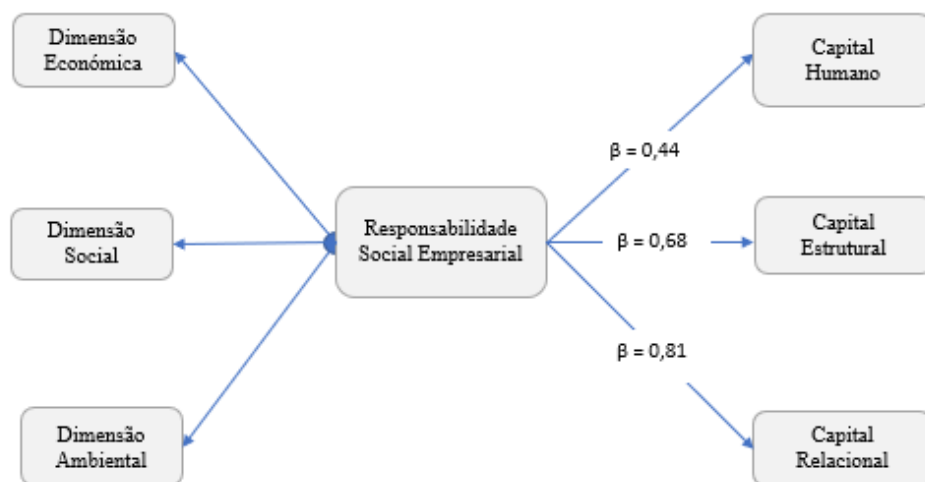 Dimensão
Económica
Dimensão
Social
Dimensão
Ambiental
Responsabilidade
Social Empresarial
β = 0,44
β = 0,68
β = 0,81
Capital
Humano
Capital
Estrutural
Capital
Relacional